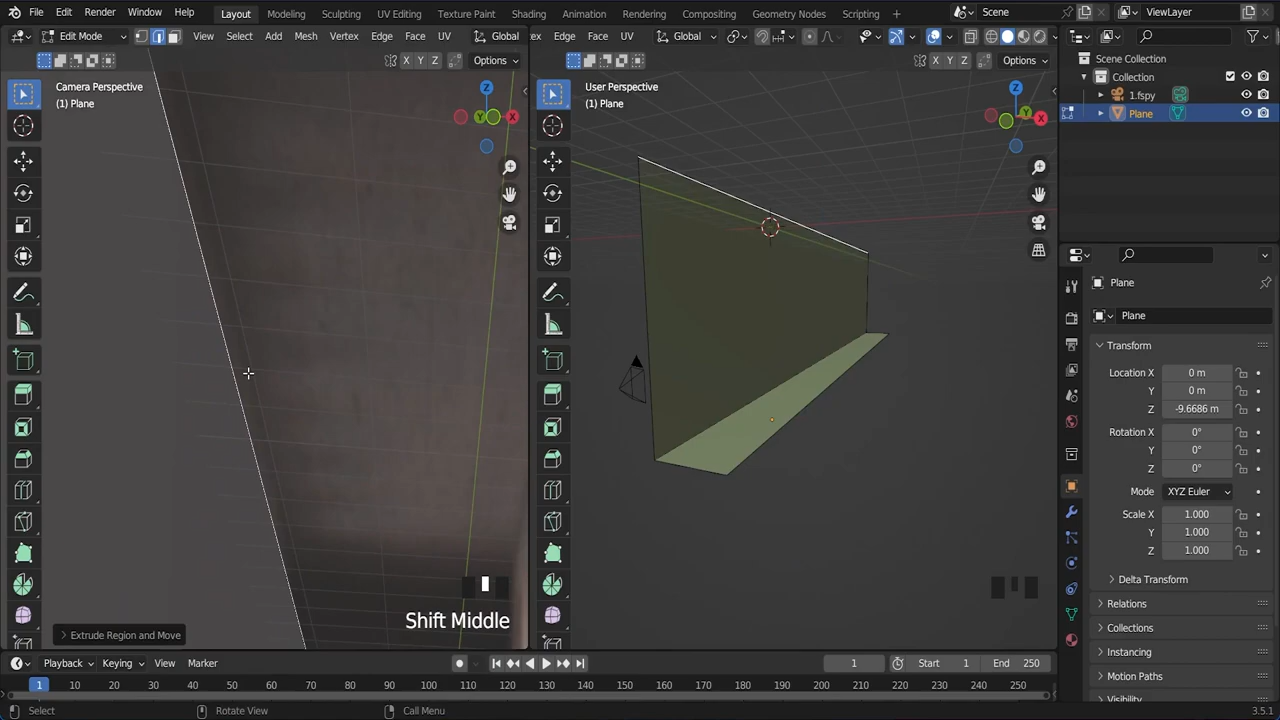 File Edit Render Window Help Layout Modeling Sculpting UV Editing Texture Paint Shading Animation Rendering Compositing Geometry Nodes Scripting + Scene ViewLayer
Edit Mode View Select Add Mesh Vertex Edge Face UV Global Edge Face UV Global
X Y Z Options X Y Z Options
Camera Perspective
(1) Plane
User Perspective
(1) Plane
Z
Y
X
Z
Y
X
Scene Collection
Collection
1.fspy
Plane
Plane
Plane
Transform
Location X 0 m
Y 0 m
Z -9.6686 m
Rotation X 0°
Y 0°
Z 0°
Mode XYZ Euler
Scale X 1.000
Y 1.000
Z 1.000
Delta Transform
Relations
Collections
Instancing
Motion Paths
Visibility
Shift Middle
Extrude Region and Move
Playback Keying View Marker 1 Start 1 End 250
1 10 20 30 40 50 60 70 80 90 100 110 120 130 140 150 160 170 180 190 200 210 220 230 240 250
Select Rotate View Call Menu 3.5.1